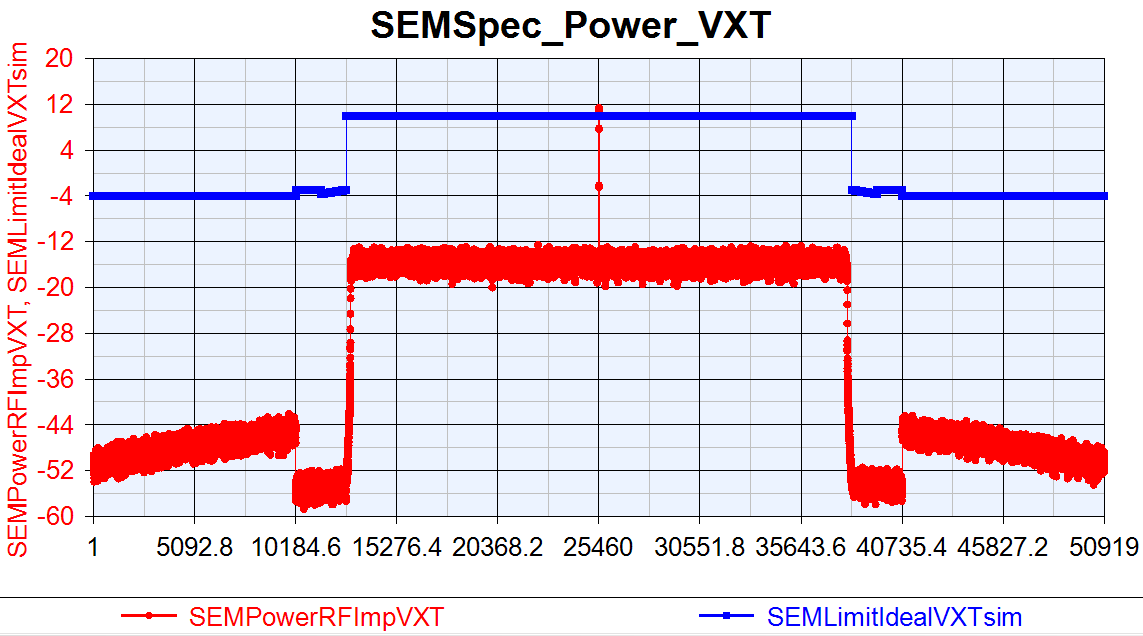 SEMSpec_Power_VXT
SEMPowerRFImpVXT, SEMLimitIdealVXTsim
20
12
4
-4
-12
-20
-28
-36
-44
-52
-60
1 5092.8 10184.6 15276.4 20368.2 25460 30551.8 35643.6 40735.4 45827.2 50919
SEMPowerRFImpVXT SEMLimitIdealVXTsim